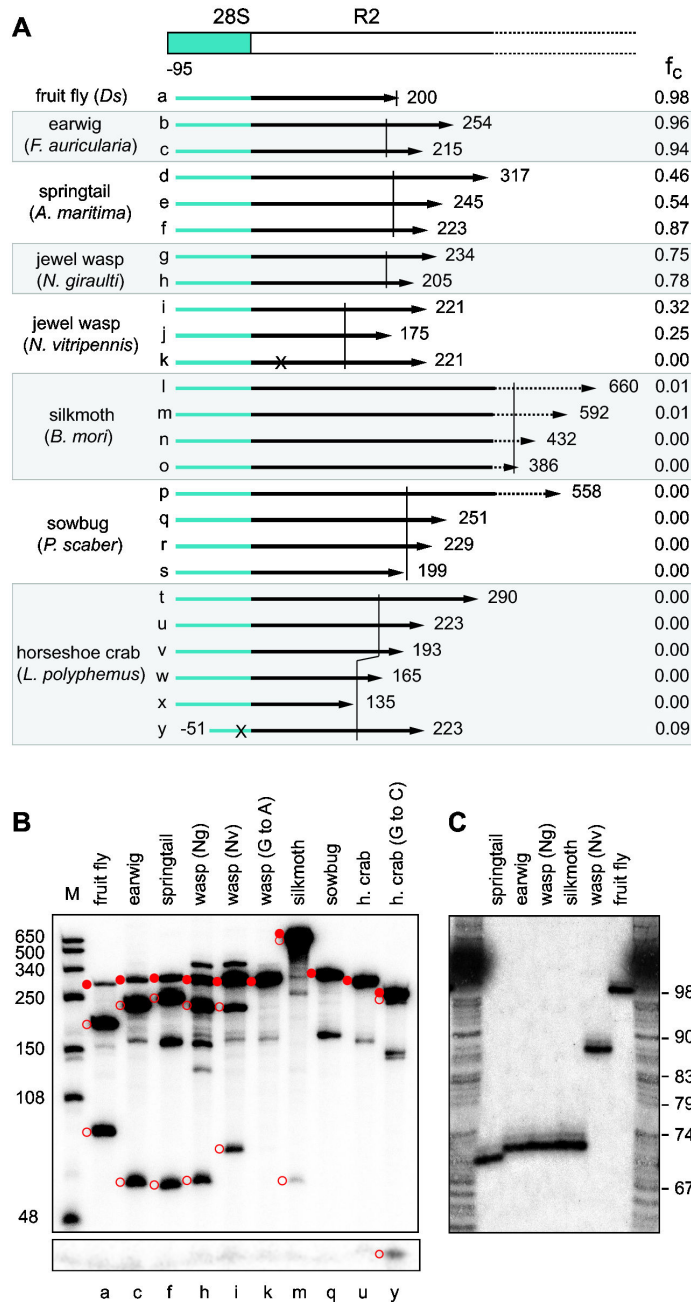 A
28S R2
-95
f c
fruit fly (Ds) a 200 0.98
earwig (F. auricularia)
b 254 0.96
c 215 0.94
springtail (A. maritima)
d 317 0.46
e 245 0.54
f 223 0.87
jewel wasp (N. giraulti)
g 234 0.75
h 205 0.78
jewel wasp (N. vitripennis)
i 221 0.32
j 175 0.25
k X 221 0.00
silkmoth (B. mori)
l 660 0.01
m 592 0.01
n 432 0.00
o 386 0.00
sowbug (P. scaber)
p 558 0.00
q 251 0.00
r 229 0.00
s 199 0.00
horseshoe crab (L. polyphemus)
t 290 0.00
u 223 0.00
v 193 0.00
w 165 0.00
x 135 0.00
y -51 X 223 0.09
B
M fruit fly earwig springtail wasp (Ng) wasp (Nv) wasp (G to A) silkmoth sowbug h. crab h. crab (G to C)
650
500
340
250
150
108
48
a c f h i k m q u y
C
springtail earwig wasp (Ng) silkmoth wasp (Nv) fruit fly
- 98
- 90
- 83
- 79
- 74
- 67